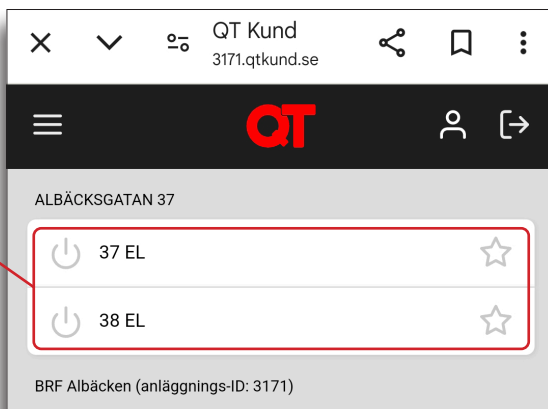 QT Kund
3171.qtkund.se
QT
ALBÄCKSGATAN 37
37 EL
38 EL
BRF Albäcken (anläggnings-ID: 3171)